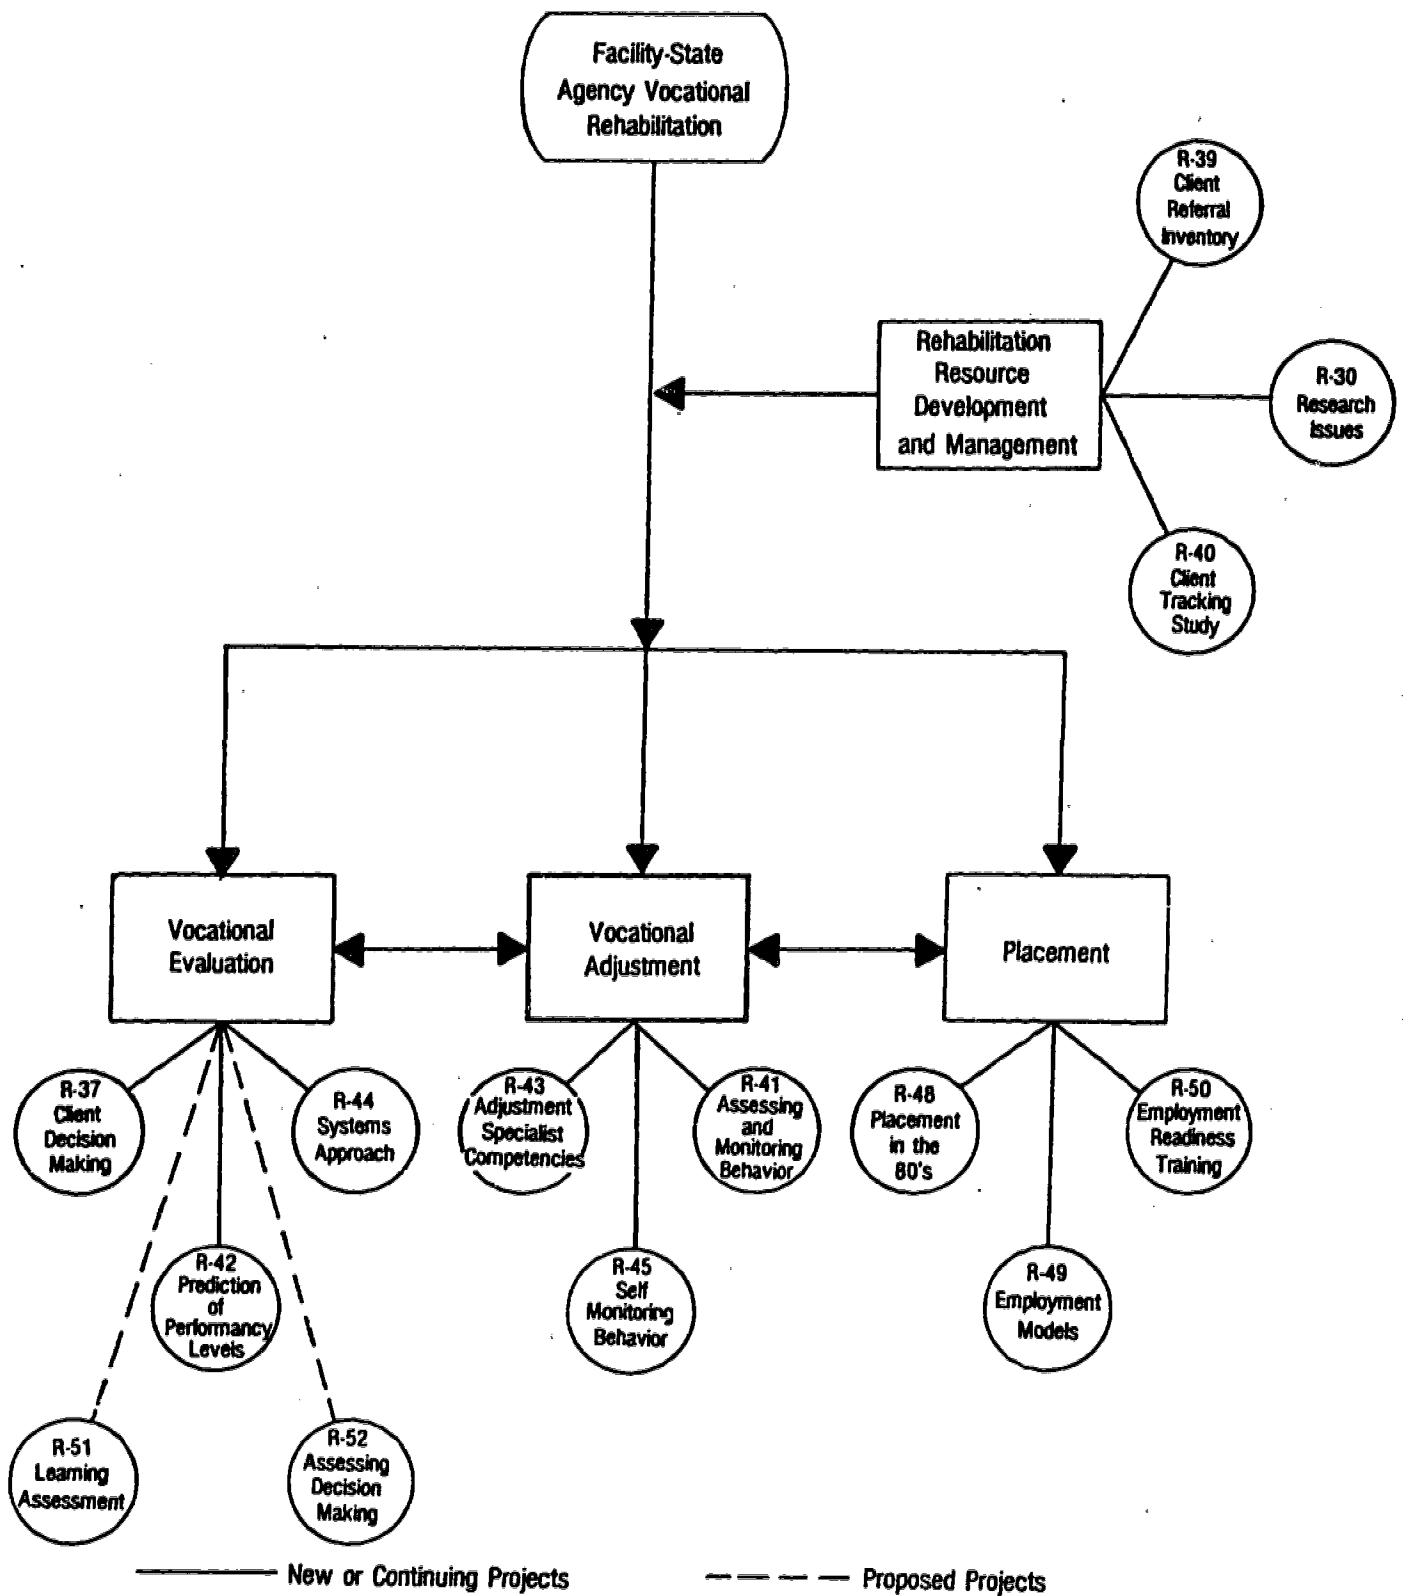 Facility-State
Agency Vocational
Rehabilitation
R-39
Client
Referral
Inventory
Rehabilitation
Resource
Development
and Management
R-30
Research
Issues
R-40
Client
Tracking
Study
Vocational
Evaluation
Vocational
Adjustment
Placement
R-37
Client
Decision
Making
R-44
Systems
Approach
R-43
Adjustment
Specialist
Competencies
R-41
Assessing
and
Monitoring
Behavior
R-48
Placement
in the
80's
R-50
Employment
Readiness
Training
R-42
Prediction
of
Performancy
Levels
R-45
Self
Monitoring
Behavior
R-49
Employment
Models
R-51
Learning
Assessment
R-52
Assessing
Decision
Making
New or Continuing Projects
Proposed Projects